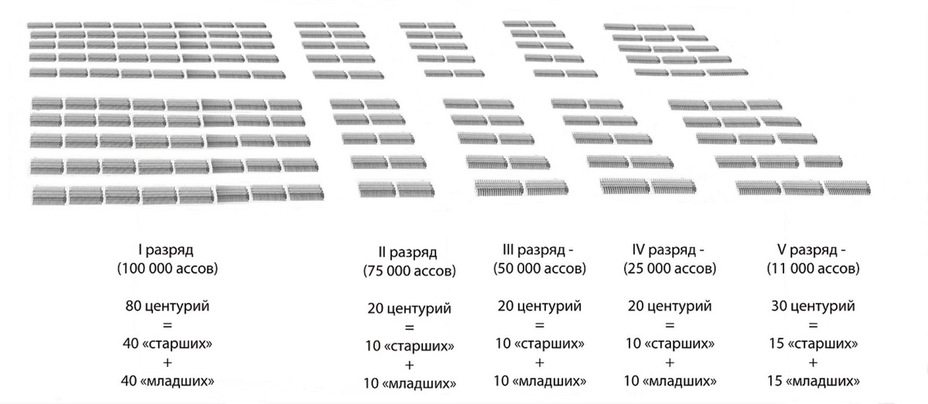 I разряд
(100 000 ассов)
80 центурий
=
40 «старших»
+
40 «младших»
II разряд
(75 000 ассов)
20 центурий
=
10 «старших»
+
10 «младших»
III разряд -
(50 000 ассов)
20 центурий
=
10 «старших»
+
10 «младших»
IV разряд -
(25 000 ассов)
20 центурий
=
10 «старших»
+
10 «младших»
V разряд -
(11 000 ассов)
30 центурий
=
15 «старших»
+
15 «младших»